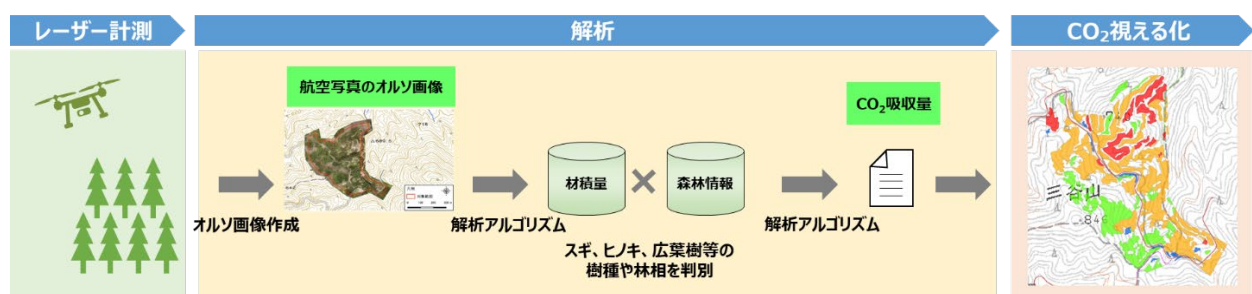 レーザー計測
解析
CO₂視える化
航空写真のオルソ画像
CO₂吸収量
材積量
森林情報
オルソ画像作成
解析アルゴリズム
解析アルゴリズム
スギ、ヒノキ、広葉樹等の
樹種や林相を判別
三谷山